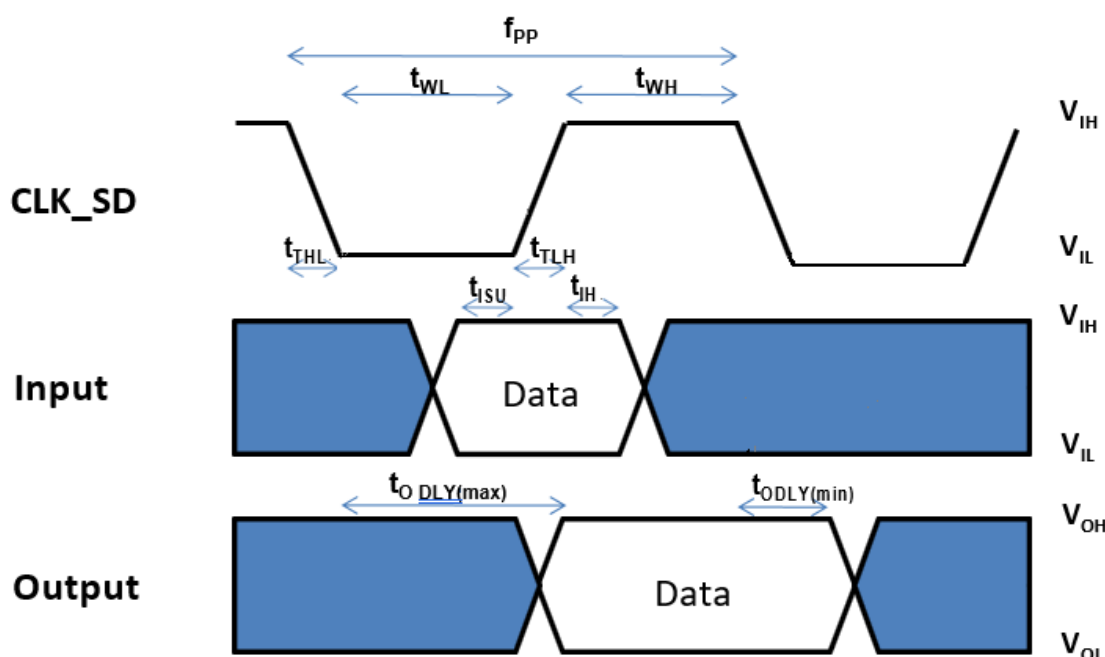 fPP
tWL tWH
VIH
CLK_SD
tTHL tTLH VIL
tISU tIH
VIH
Input Data
VIL
tO DLY(max) tODLY(min)
VOH
Output Data
VOL